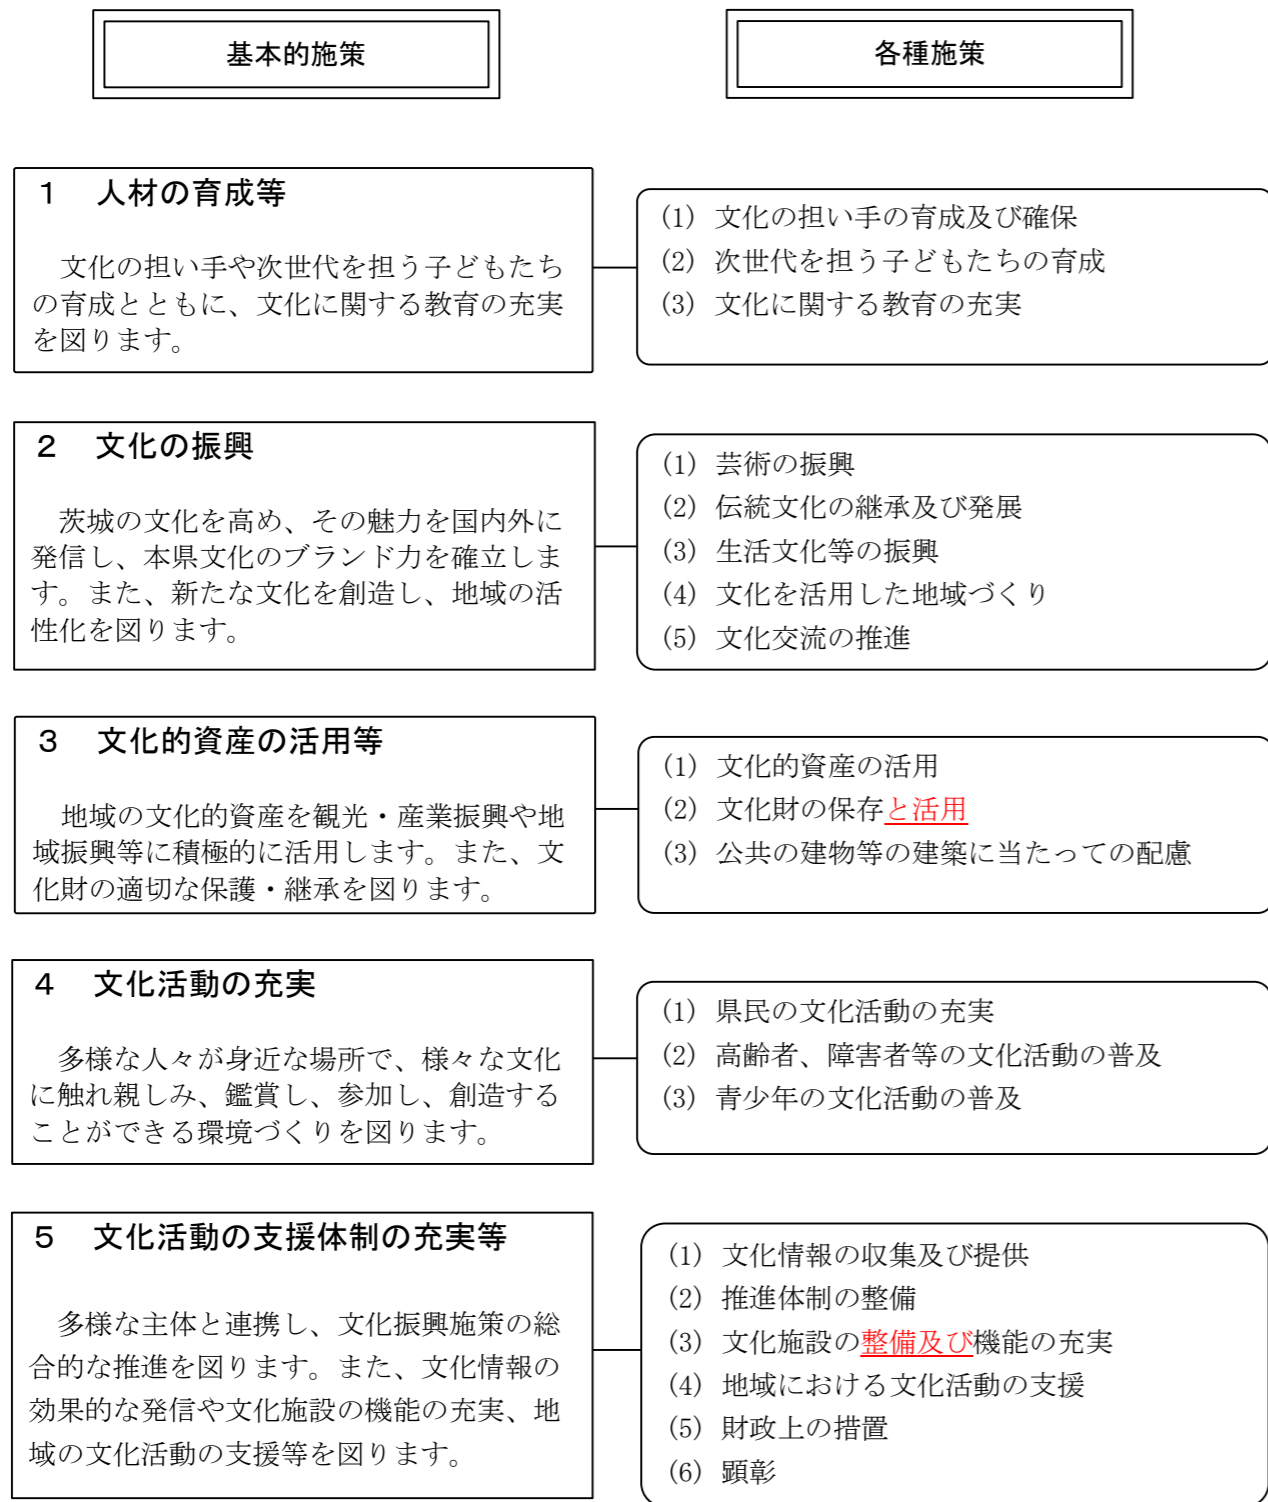 基本的施策
各種施策
１　人材の育成等
文化の担い手や次世代を担う子どもたち
の育成とともに、文化に関する教育の充実
を図ります。
(1) 文化の担い手の育成及び確保
(2) 次世代を担う子どもたちの育成
(3) 文化に関する教育の充実
２　文化の振興
茨城の文化を高め、その魅力を国内外に
発信し、本県文化のブランド力を確立しま
す。また、新たな文化を創造し、地域の活
性化を図ります。
(1) 芸術の振興
(2) 伝統文化の継承及び発展
(3) 生活文化等の振興
(4) 文化を活用した地域づくり
(5) 文化交流の推進
３　文化的資産の活用等
地域の文化的資産を観光・産業振興や地
域振興等に積極的に活用します。また、文
化財の適切な保護・継承を図ります。
(1) 文化的資産の活用
(2) 文化財の保存と活用
(3) 公共の建物等の建築に当たっての配慮
４　文化活動の充実
多様な人々が身近な場所で、様々な文化
に触れ親しみ、鑑賞し、参加し、創造する
ことができる環境づくりを図ります。
(1) 県民の文化活動の充実
(2) 高齢者、障害者等の文化活動の普及
(3) 青少年の文化活動の普及
５　文化活動の支援体制の充実等
多様な主体と連携し、文化振興施策の総
合的な推進を図ります。また、文化情報の
効果的な発信や文化施設の機能の充実、地
域の文化活動の支援等を図ります。
(1) 文化情報の収集及び提供
(2) 推進体制の整備
(3) 文化施設の整備及び機能の充実
(4) 地域における文化活動の支援
(5) 財政上の措置
(6) 顕彰